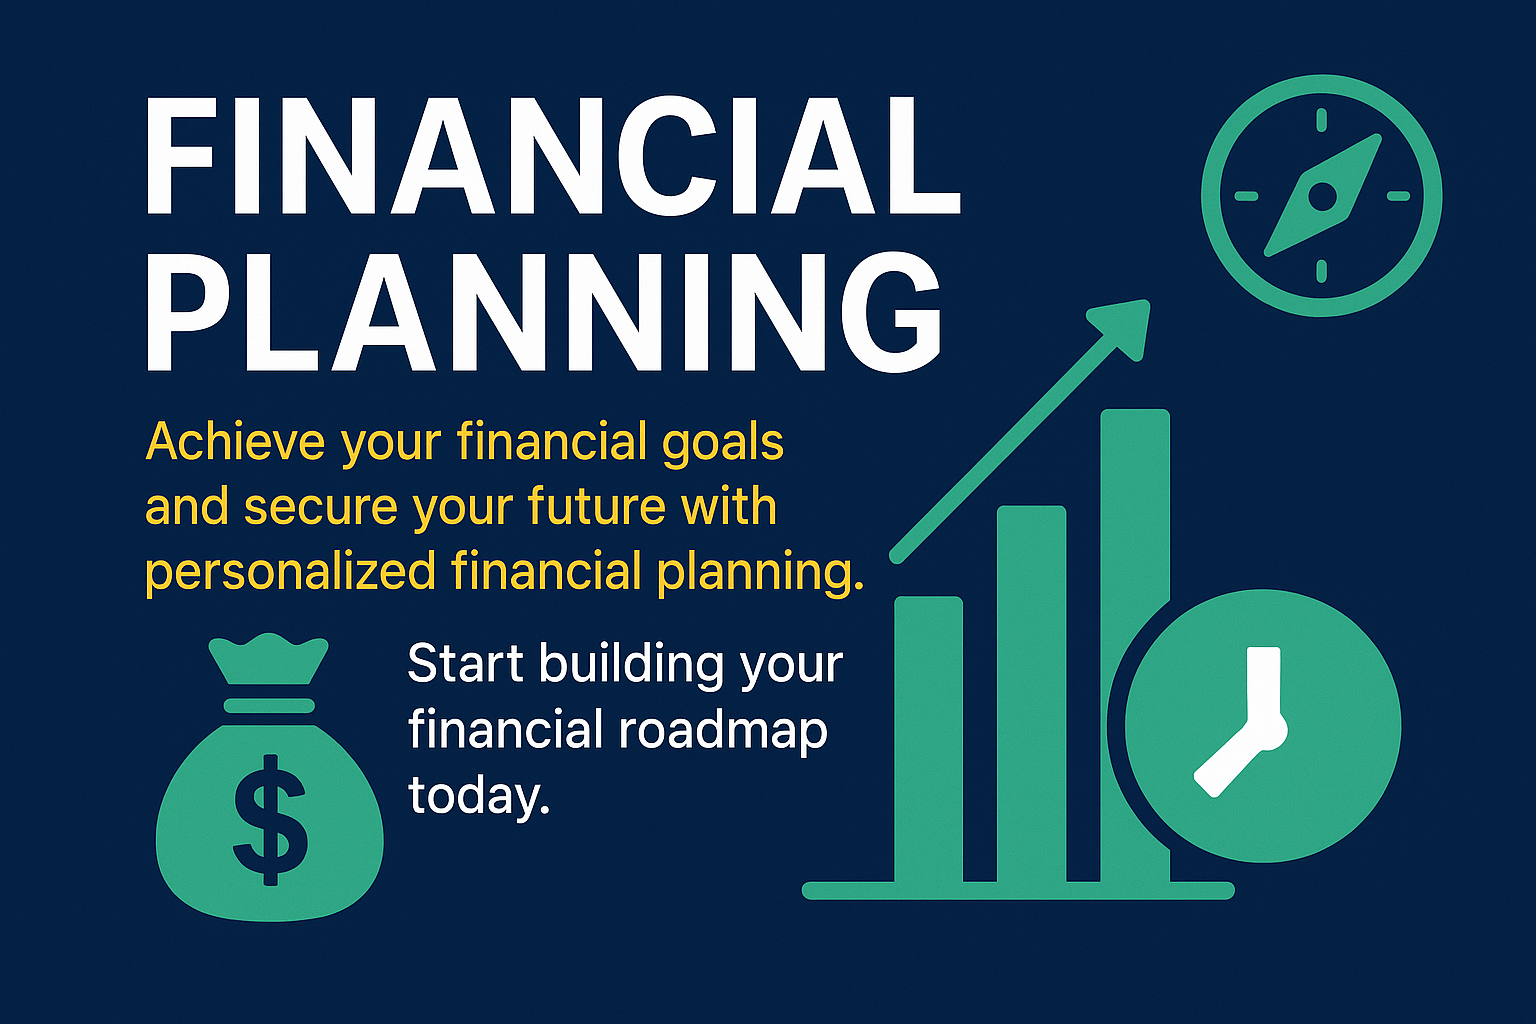 FINANCIAL
PLANNING
Achieve your financial goals
and secure your future with
personalized financial planning.
Start building your
financial roadmap
today.
$